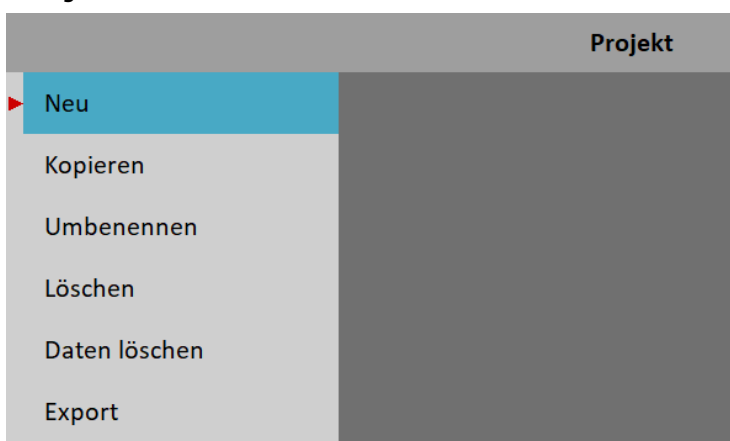 Projekt
Neu
Kopieren
Umbenennen
Löschen
Daten löschen
Export